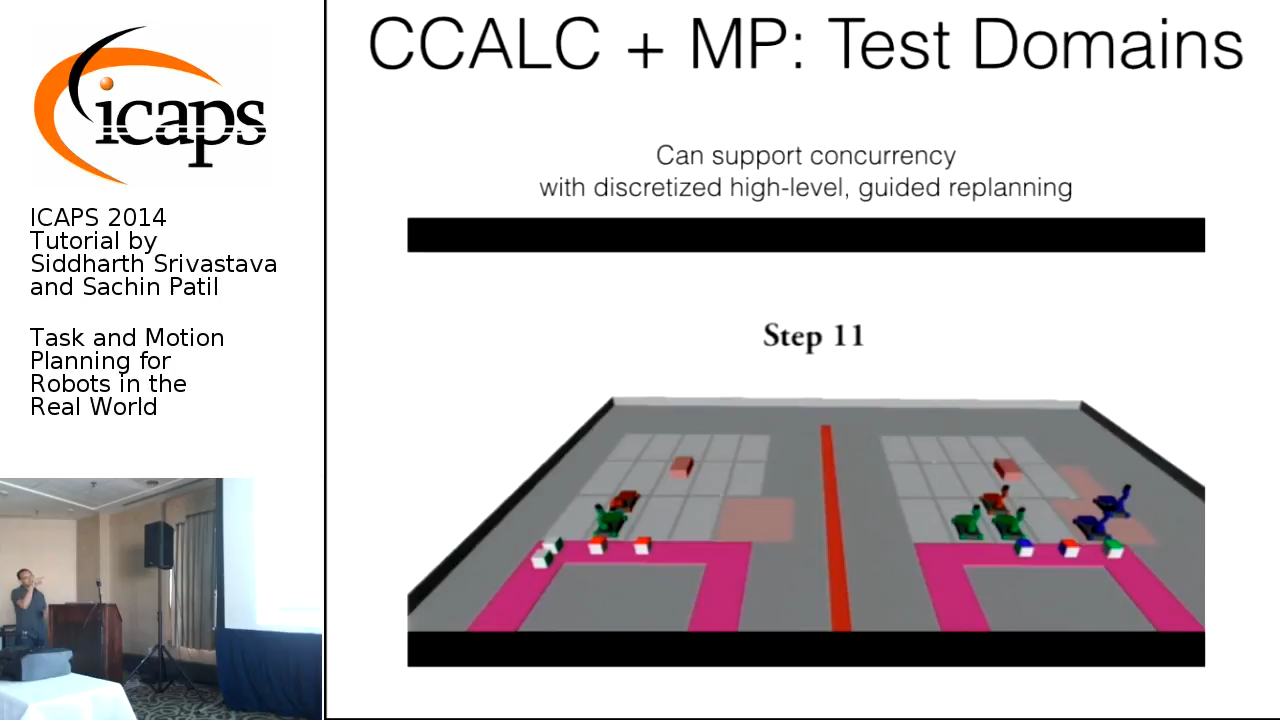 icaps
ICAPS 2014
Tutorial by
Siddharth Srivastava
and Sachin Patil
Task and Motion
Planning for
Robots in the
Real World
CCALC + MP: Test Domains
Can support concurrency
with discretized high-level, guided replanning
Step 11